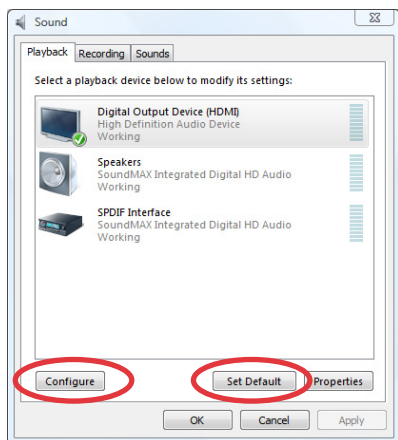 Sound
Playback Recording Sounds
Select a playback device below to modify its settings:
Digital Output Device (HDMI)
High Definition Audio Device
Working
Speakers
SoundMAX Integrated Digital HD Audio
Working
SPDIF Interface
SoundMAX Integrated Digital HD Audio
Working
Configure Set Default Properties
OK Cancel Apply